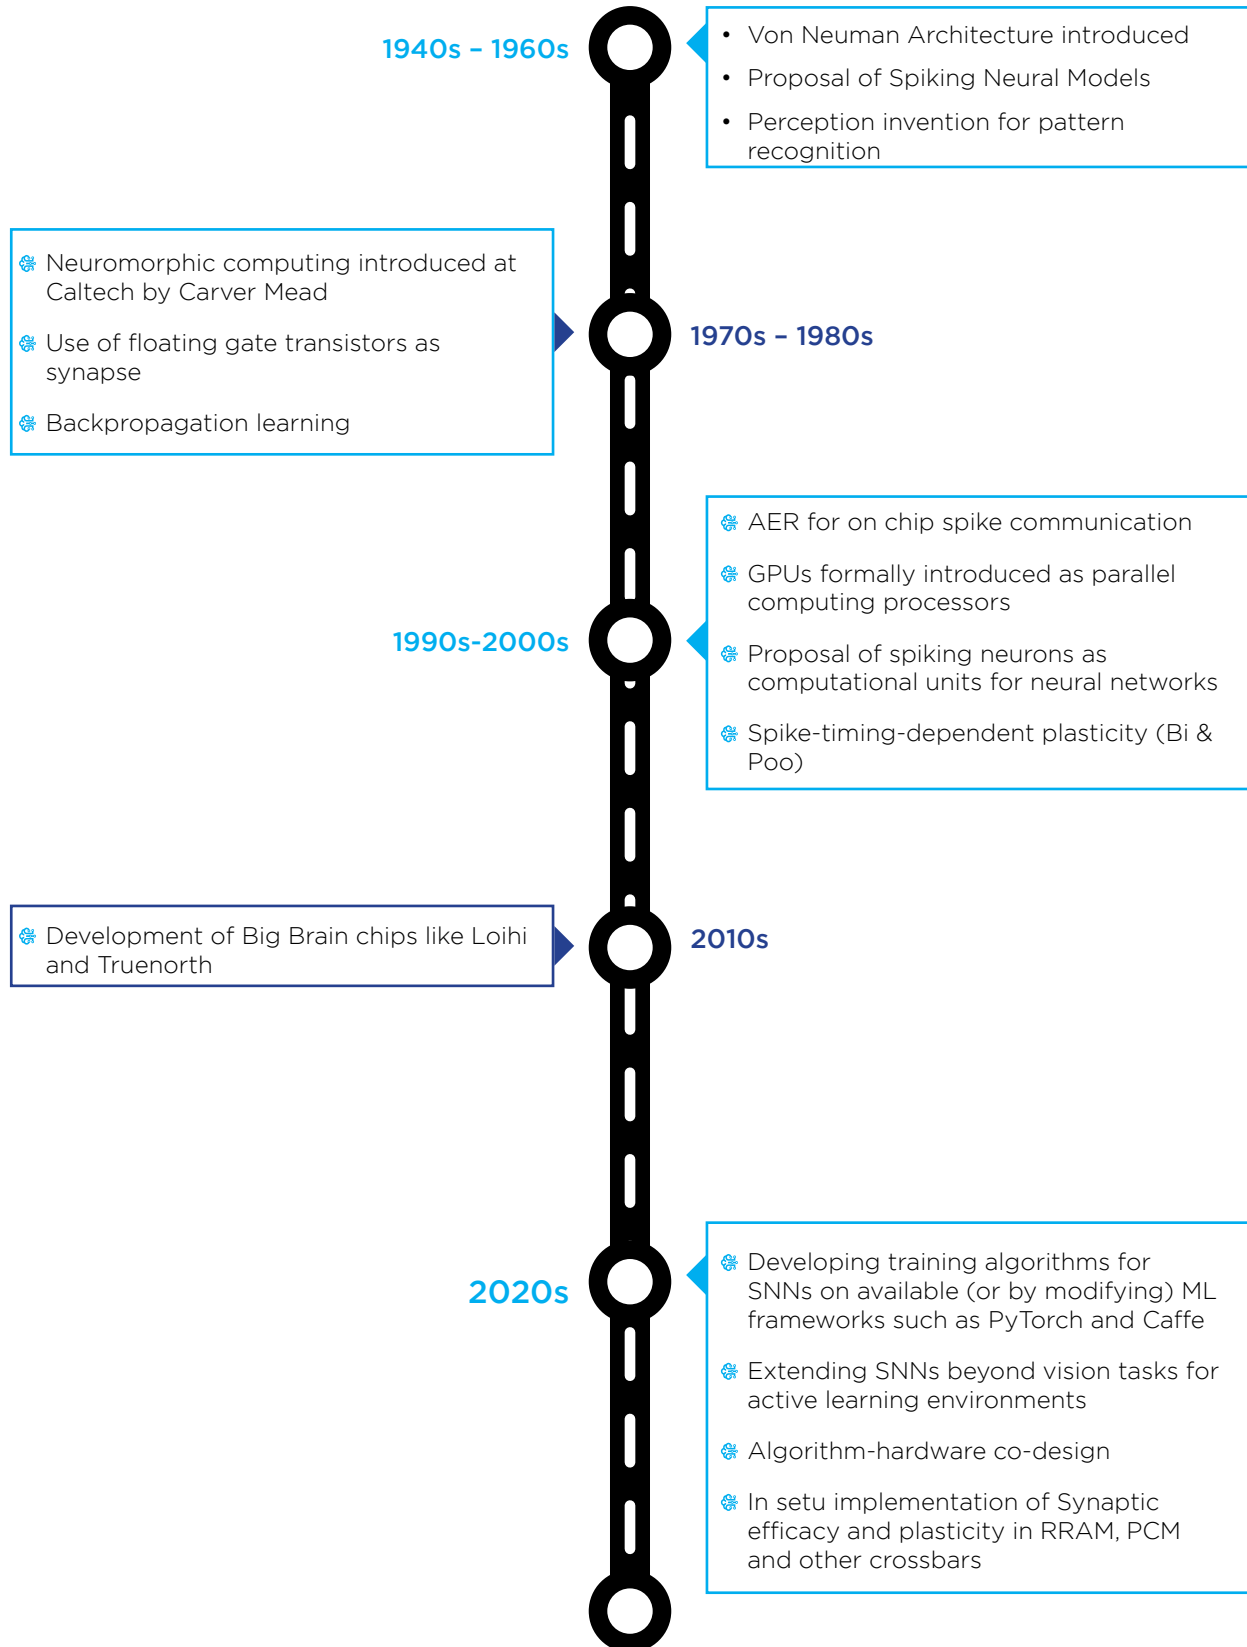 1940s – 1960s
• Von Neuman Architecture introduced
• Proposal of Spiking Neural Models
• Perception invention for pattern
recognition
Neuromorphic computing introduced at
Caltech by Carver Mead
Use of floating gate transistors as
synapse
Backpropagation learning
1970s – 1980s
1990s-2000s
AER for on chip spike communication
GPUs formally introduced as parallel
computing processors
Proposal of spiking neurons as
computational units for neural networks
Spike-timing-dependent plasticity (Bi &
Poo)
Development of Big Brain chips like Loihi
and Truenorth
2010s
2020s
Developing training algorithms for
SNNs on available (or by modifying) ML
frameworks such as PyTorch and Caffe
Extending SNNs beyond vision tasks for
active learning environments
Algorithm-hardware co-design
In setu implementation of Synaptic
efficacy and plasticity in RRAM, PCM
and other crossbars